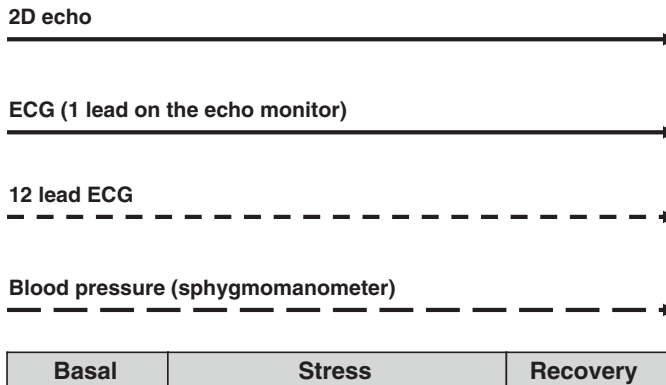 2D echo
ECG (1 lead on the echo monitor)
12 lead ECG
Blood pressure (sphygmomanometer)
Basal Stress Recovery